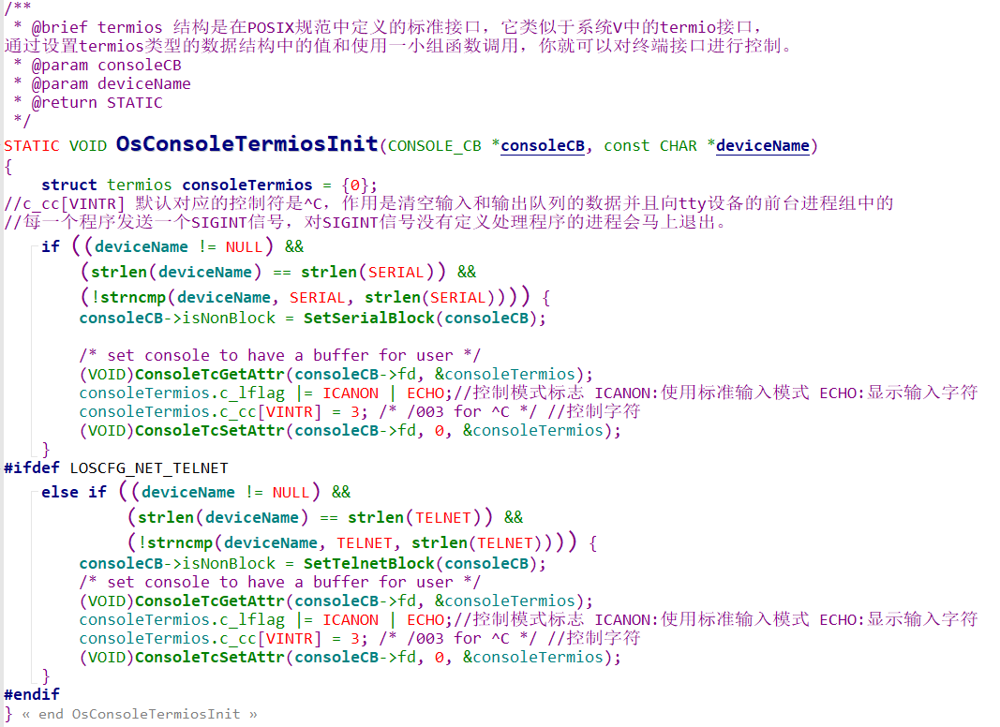 /**
 * @brief termios 结构是在POSIX规范中定义的标准接口，它类似于系统V中的termio接口，
通过设置termios类型的数据结构中的值和使用一小组函数调用，你就可以对终端接口进行控制。
 * @param consoleCB
 * @param deviceName
 * @return STATIC
 */
STATIC VOID OsConsoleTermiosInit(CONSOLE_CB *consoleCB, const CHAR *deviceName)
{
    struct termios consoleTermios = {0};
//c_cc[VINTR] 默认对应的控制符是^C，作用是清空输入和输出队列的数据并且向tty设备的前台进程组中的
//每一个程序发送一个SIGINT信号，对SIGINT信号没有定义处理程序的进程会马上退出。
    if ((deviceName != NULL) &&
        (strlen(deviceName) == strlen(SERIAL)) &&
        (!strncmp(deviceName, SERIAL, strlen(SERIAL)))) {
        consoleCB->isNonBlock = SetSerialBlock(consoleCB);

        /* set console to have a buffer for user */
        (VOID)ConsoleTcGetAttr(consoleCB->fd, &consoleTermios);
        consoleTermios.c_lflag |= ICANON | ECHO;//控制模式标志 ICANON:使用标准输入模式 ECHO:显示输入字符
        consoleTermios.c_cc[VINTR] = 3; /* /003 for ^C */ //控制字符
        (VOID)ConsoleTcSetAttr(consoleCB->fd, 0, &consoleTermios);
    }
#ifdef LOSCFG_NET_TELNET
    else if ((deviceName != NULL) &&
             (strlen(deviceName) == strlen(TELNET)) &&
             (!strncmp(deviceName, TELNET, strlen(TELNET)))) {
        consoleCB->isNonBlock = SetTelnetBlock(consoleCB);
        /* set console to have a buffer for user */
        (VOID)ConsoleTcGetAttr(consoleCB->fd, &consoleTermios);
        consoleTermios.c_lflag |= ICANON | ECHO;//控制模式标志 ICANON:使用标准输入模式 ECHO:显示输入字符
        consoleTermios.c_cc[VINTR] = 3; /* /003 for ^C */ //控制字符
        (VOID)ConsoleTcSetAttr(consoleCB->fd, 0, &consoleTermios);
    }
#endif
} « end OsConsoleTermiosInit »